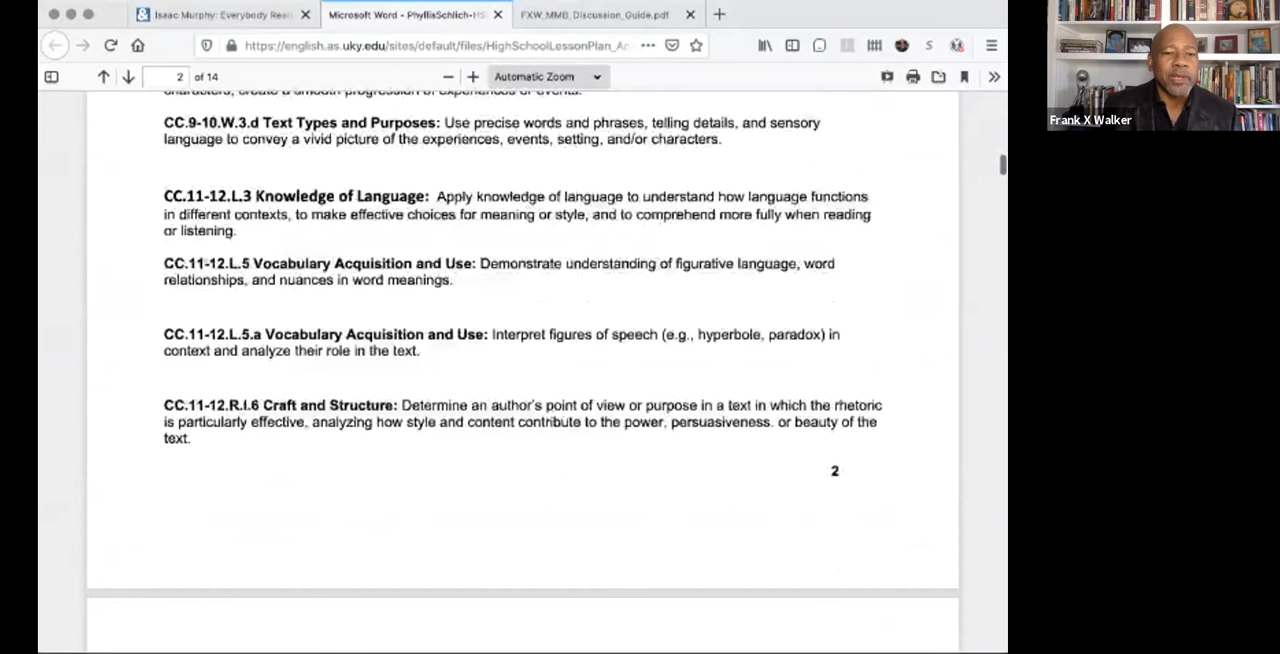 Isaac Murphy: Everybody Read
Microsoft Word - PhyllisSchlich-HS
FXW_MMB_Discussion_Guide.pdf
https://english.as.uky.edu/sites/default/files/HighSchoolLessonPlan_An
2 of 14
Automatic Zoom
characters, create a smooth progression of experiences or events.
CC.9-10.W.3.d Text Types and Purposes: Use precise words and phrases, telling details, and sensory
language to convey a vivid picture of the experiences, events, setting, and/or characters.
CC.11-12.L.3 Knowledge of Language: Apply knowledge of language to understand how language functions
in different contexts, to make effective choices for meaning or style, and to comprehend more fully when reading
or listening.
CC.11-12.L.5 Vocabulary Acquisition and Use: Demonstrate understanding of figurative language, word
relationships, and nuances in word meanings.
CC.11-12.L.5.a Vocabulary Acquisition and Use: Interpret figures of speech (e.g., hyperbole, paradox) in
context and analyze their role in the text.
CC.11-12.R.I.6 Craft and Structure: Determine an author's point of view or purpose in a text in which the rhetoric
is particularly effective, analyzing how style and content contribute to the power, persuasiveness. or beauty of the
text.
2
Frank X Walker